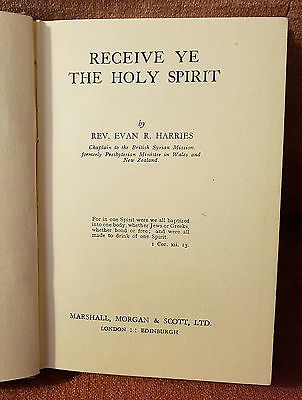 RECEIVE YE
THE HOLY SPIRIT
by
REV. EVAN R. HARRIES
Chaplain to the British Syrian Mission,
formerly Presbyterian Minister in Wales and
New Zealand.
For in one Spirit were we all baptized
into one body, whether Jews or Greeks,
whether bond or free; and were all
made to drink of one Spirit.
1 Cor. xii. 13.
MARSHALL, MORGAN & SCOTT, LTD.
LONDON :: EDINBURGH